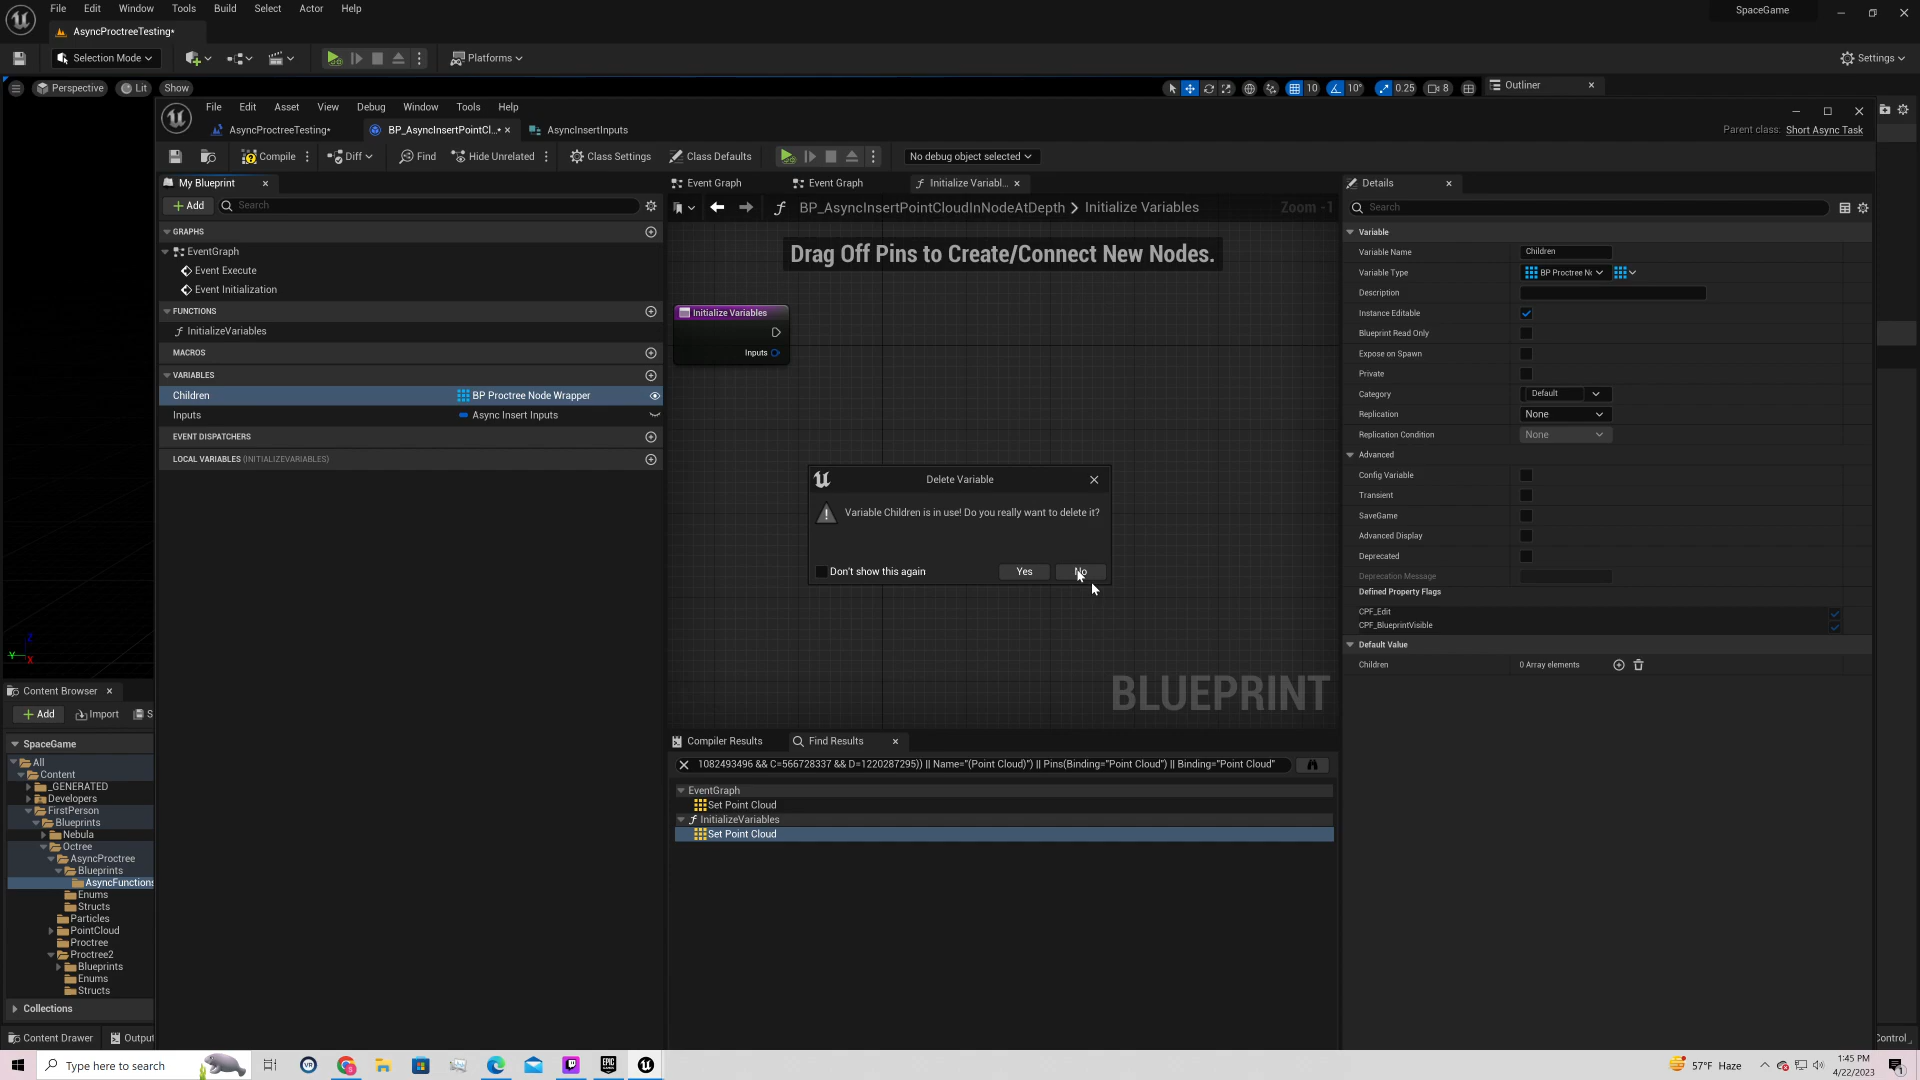 File Edit Window Tools Build Select Actor Help
SpaceGame
AsyncProctreeTesting*
Selection Mode
Platforms
Settings
Perspective Lit Show
10 10° 0.25 8
Outliner
File Edit Asset View Debug Window Tools Help
AsyncProctreeTesting* BP_AsyncInsertPointCl...* AsyncInsertInputs
Parent class: Short Async Task
Compile Diff Find Hide Unrelated Class Settings Class Defaults No debug object selected
My Blueprint
Event Graph Event Graph Initialize Variabl...
Details
Add Search
BP_AsyncInsertPointCloudInNodeAtDepth > Initialize Variables Zoom -1
Search
GRAPHS
EventGraph
Event Execute
Event Initialization
FUNCTIONS
InitializeVariables
MACROS
VARIABLES
Children BP Proctree Node Wrapper
Inputs Async Insert Inputs
EVENT DISPATCHERS
LOCAL VARIABLES (INITIALIZEVARIABLES)
Drag Off Pins to Create/Connect New Nodes.
Initialize Variables
Inputs
Delete Variable
Variable Children is in use! Do you really want to delete it?
Don't show this again Yes No
BLUEPRINT
Variable
Variable Name Children
Variable Type BP Proctree No
Description
Instance Editable
Blueprint Read Only
Expose on Spawn
Private
Category Default
Replication None
Replication Condition None
Advanced
Config Variable
Transient
SaveGame
Advanced Display
Deprecated
Deprecation Message
Defined Property Flags
CPF_Edit
CPF_BlueprintVisible
Default Value
Children 0 Array elements
Compiler Results Find Results
1082493496 && C=566728337 && D=1220287295)) || Name="(Point Cloud)") || Pins(Binding="Point Cloud") || Binding="Point Cloud"
EventGraph
Set Point Cloud
InitializeVariables
Set Point Cloud
Content Browser
Add Import S
SpaceGame
All
Content
_GENERATED
Developers
FirstPerson
Blueprints
Nebula
Octree
AsyncProctree
Blueprints
AsyncFunctions
Enums
Structs
Particles
PointCloud
Proctree
Proctree2
Blueprints
Enums
Structs
Collections
Content Drawer Output
Control
Type here to search
57°F Haze
1:45 PM
4/22/2023